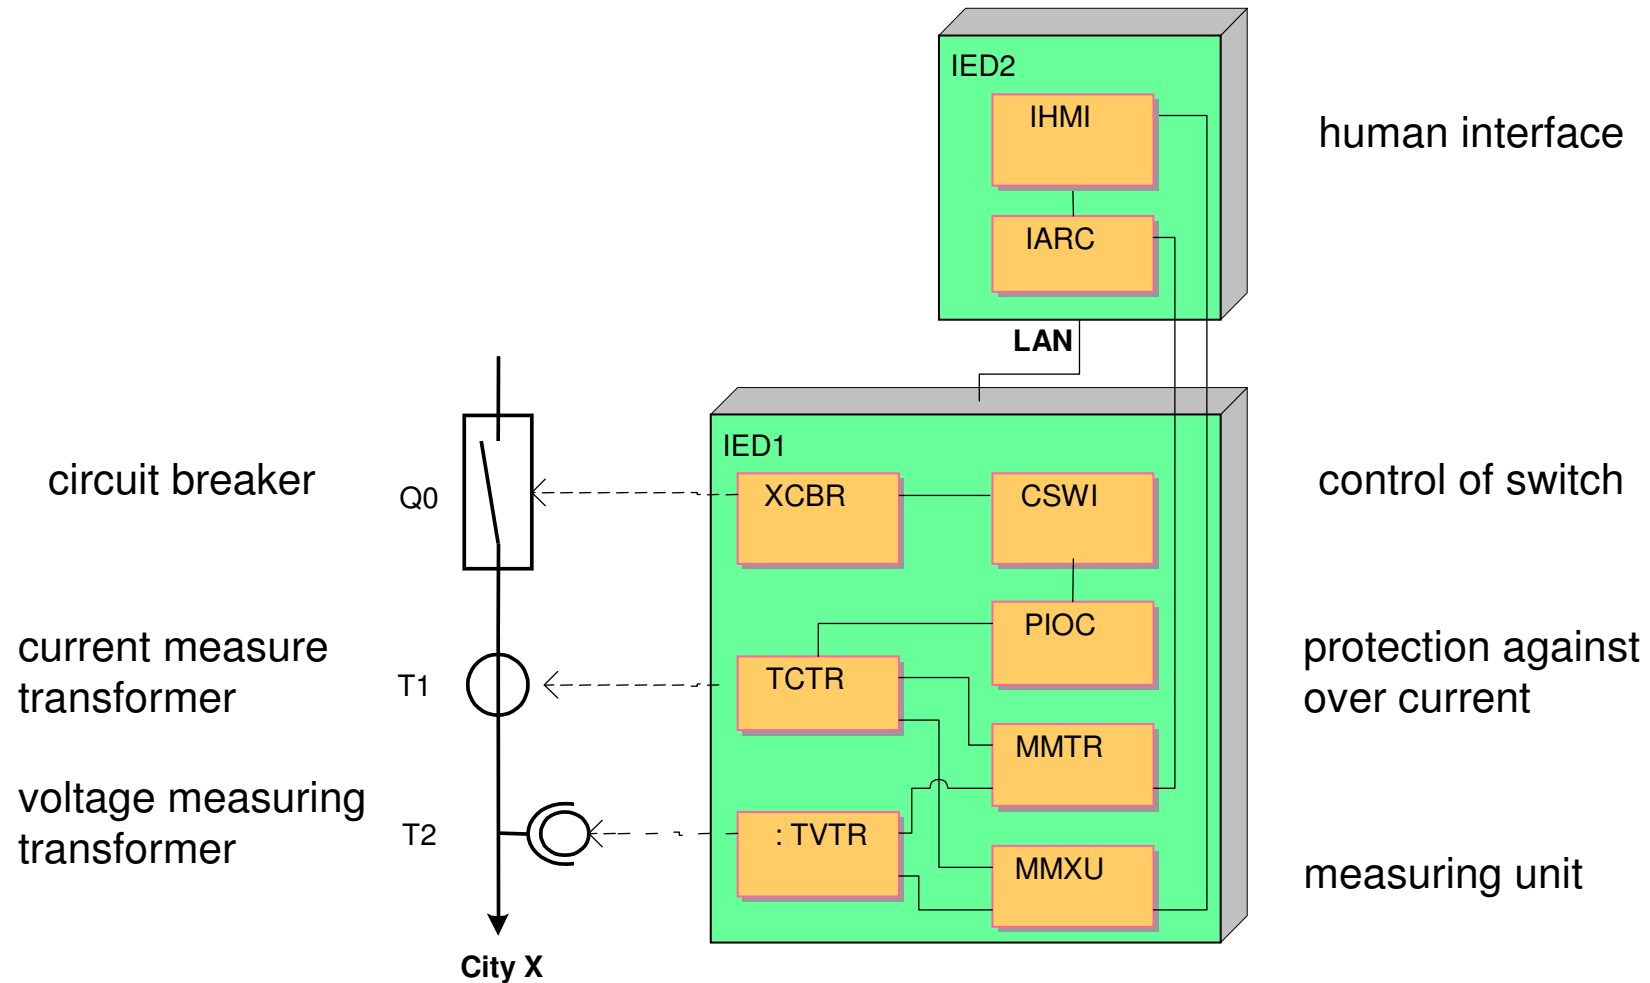 IED2
IHMI
human interface
IARC
LAN
IED1
circuit breaker
Q0
XCBR
CSWI
control of switch
current measure
transformer
T1
TCTR
PIOC
protection against
over current
MMTR
voltage measuring
transformer
T2
: TVTR
MMXU
measuring unit
City X